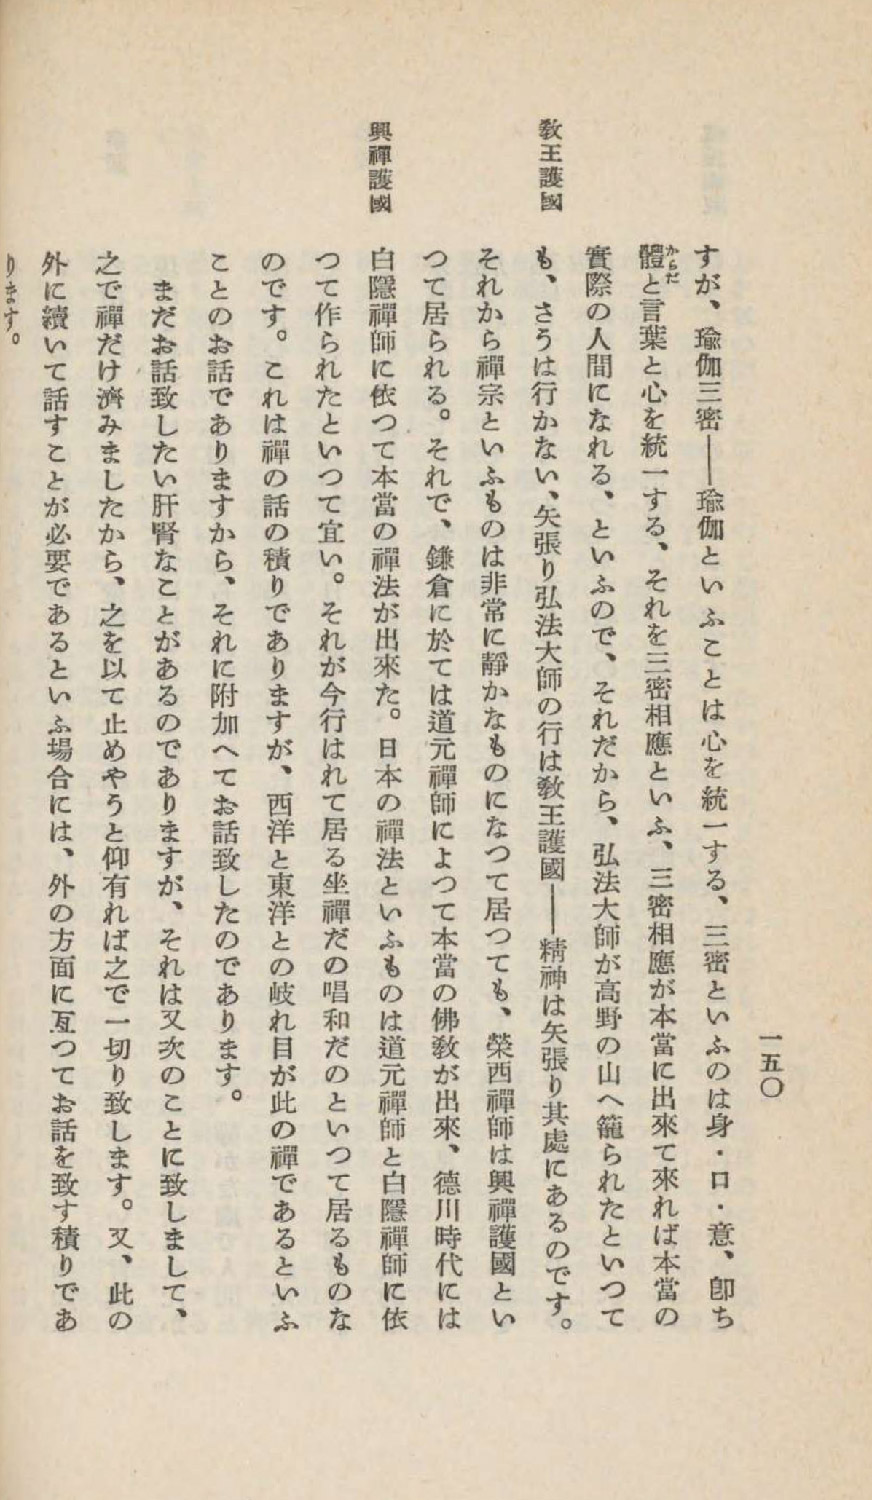 一五〇
すが、瑜伽三密――瑜伽といふことは心を統一する、三密といふのは身・口・意、卽ち
體と言葉と心を統一する、それを三密相應といふ、三密相應が本當に出來て來れば本當の
からだ
實際の人間になれる、といふので、それだから、弘法大師が高野の山へ籠られたといつて
敎王護國
も、さうは行かない、矢張り弘法大師の行は敎王護國――精神は矢張り其處にあるのです。
それから禪宗といふものは非常に靜かなものになつて居つても、榮西禪師は興禪護國とい
つて居られる。それで、鎌倉に於ては道元禪師によつて本當の佛敎が出來、德川時代には
興禪護國
白隱禪師に依つて本當の禪法が出來た。日本の禪法といふものは道元禪師と白隱禪師に依
つて作られたといつて宜い。それが今行はれて居る坐禪だの唱和だのといつて居るものな
のです。これは禪の話の積りでありますが、西洋と東洋との岐れ目が此の禪であるといふ
ことのお話でありますから、それに附加へてお話致したのであります。
まだお話致したい肝腎なことがあるのでありますが、それは又次のことに致しまして、
之で禪だけ濟みましたから、之を以て止めやうと仰有れば之で一切り致します。又、此の
外に續いて話すことが必要であるといふ場合には、外の方面に亙つてお話を致す積りであ
ります。